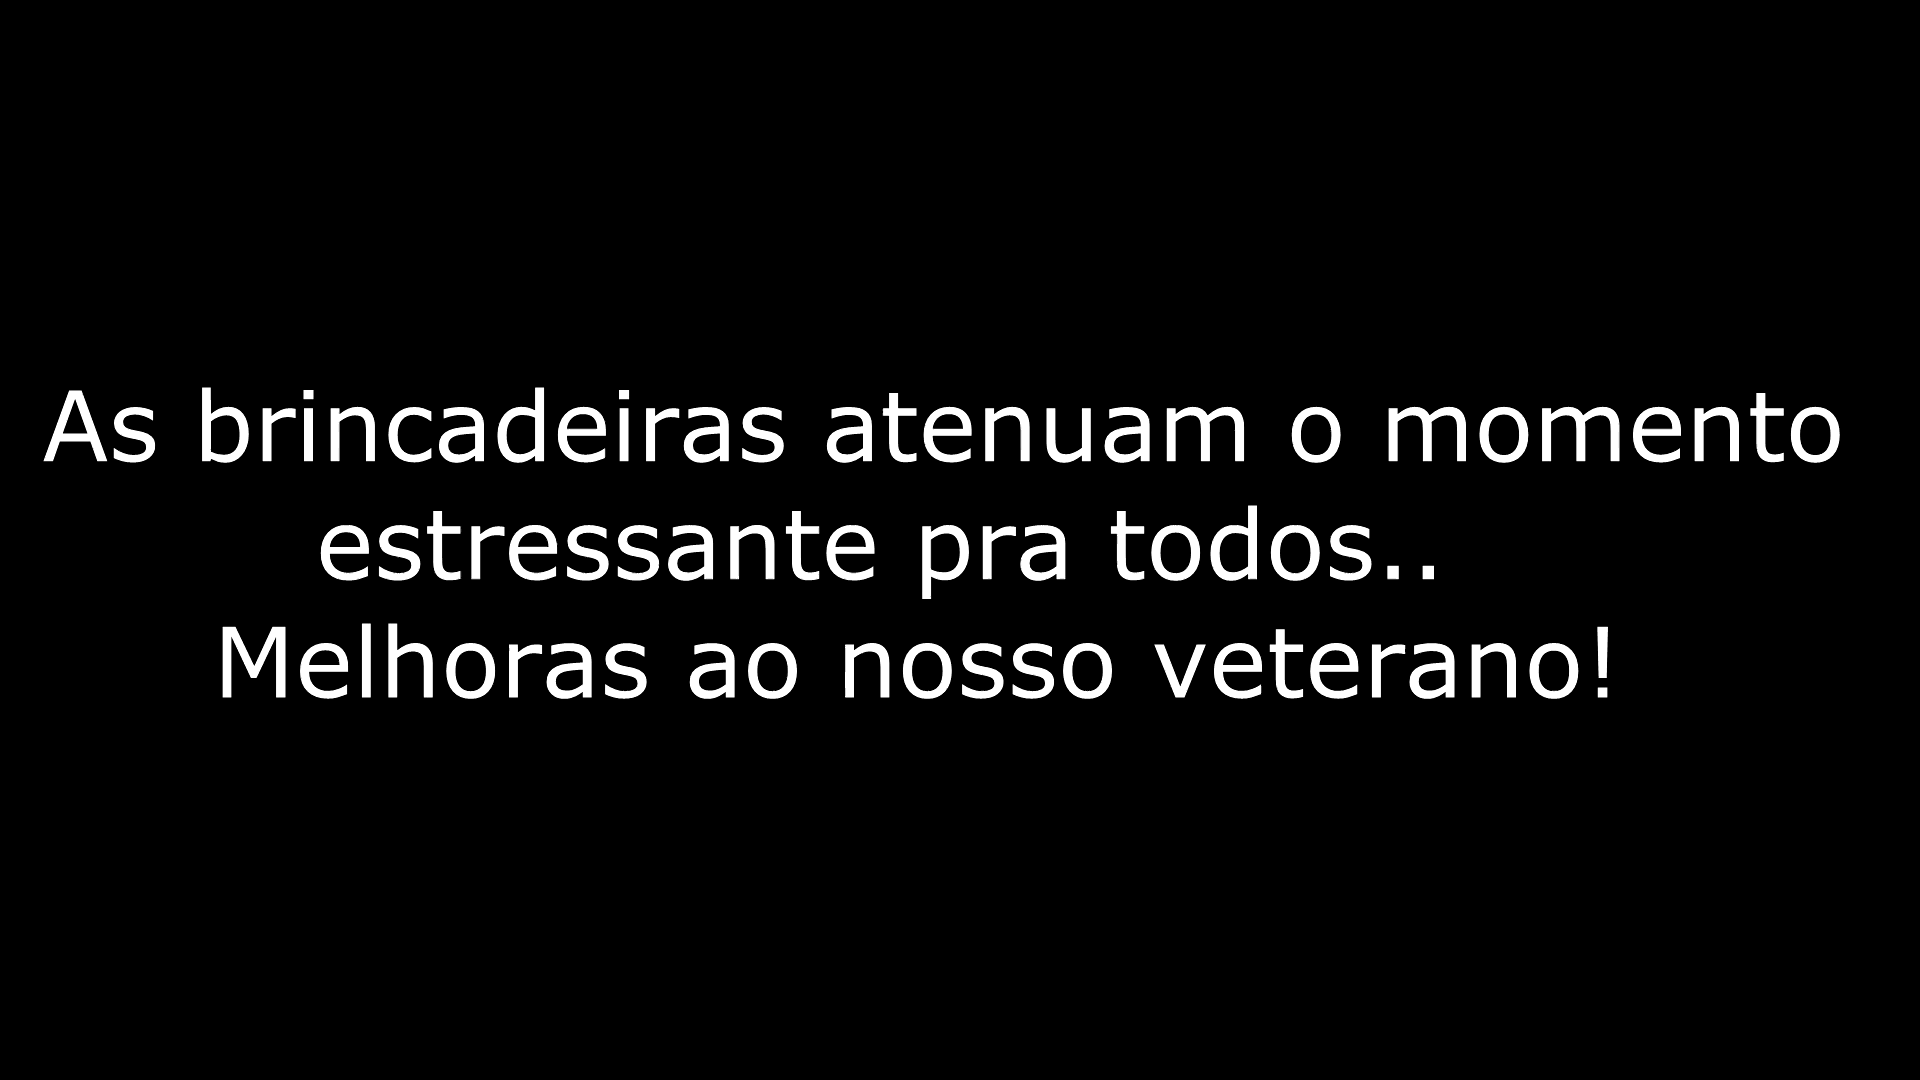 As brincadeiras atenuam o momento
estressante pra todos..
Melhoras ao nosso veterano!